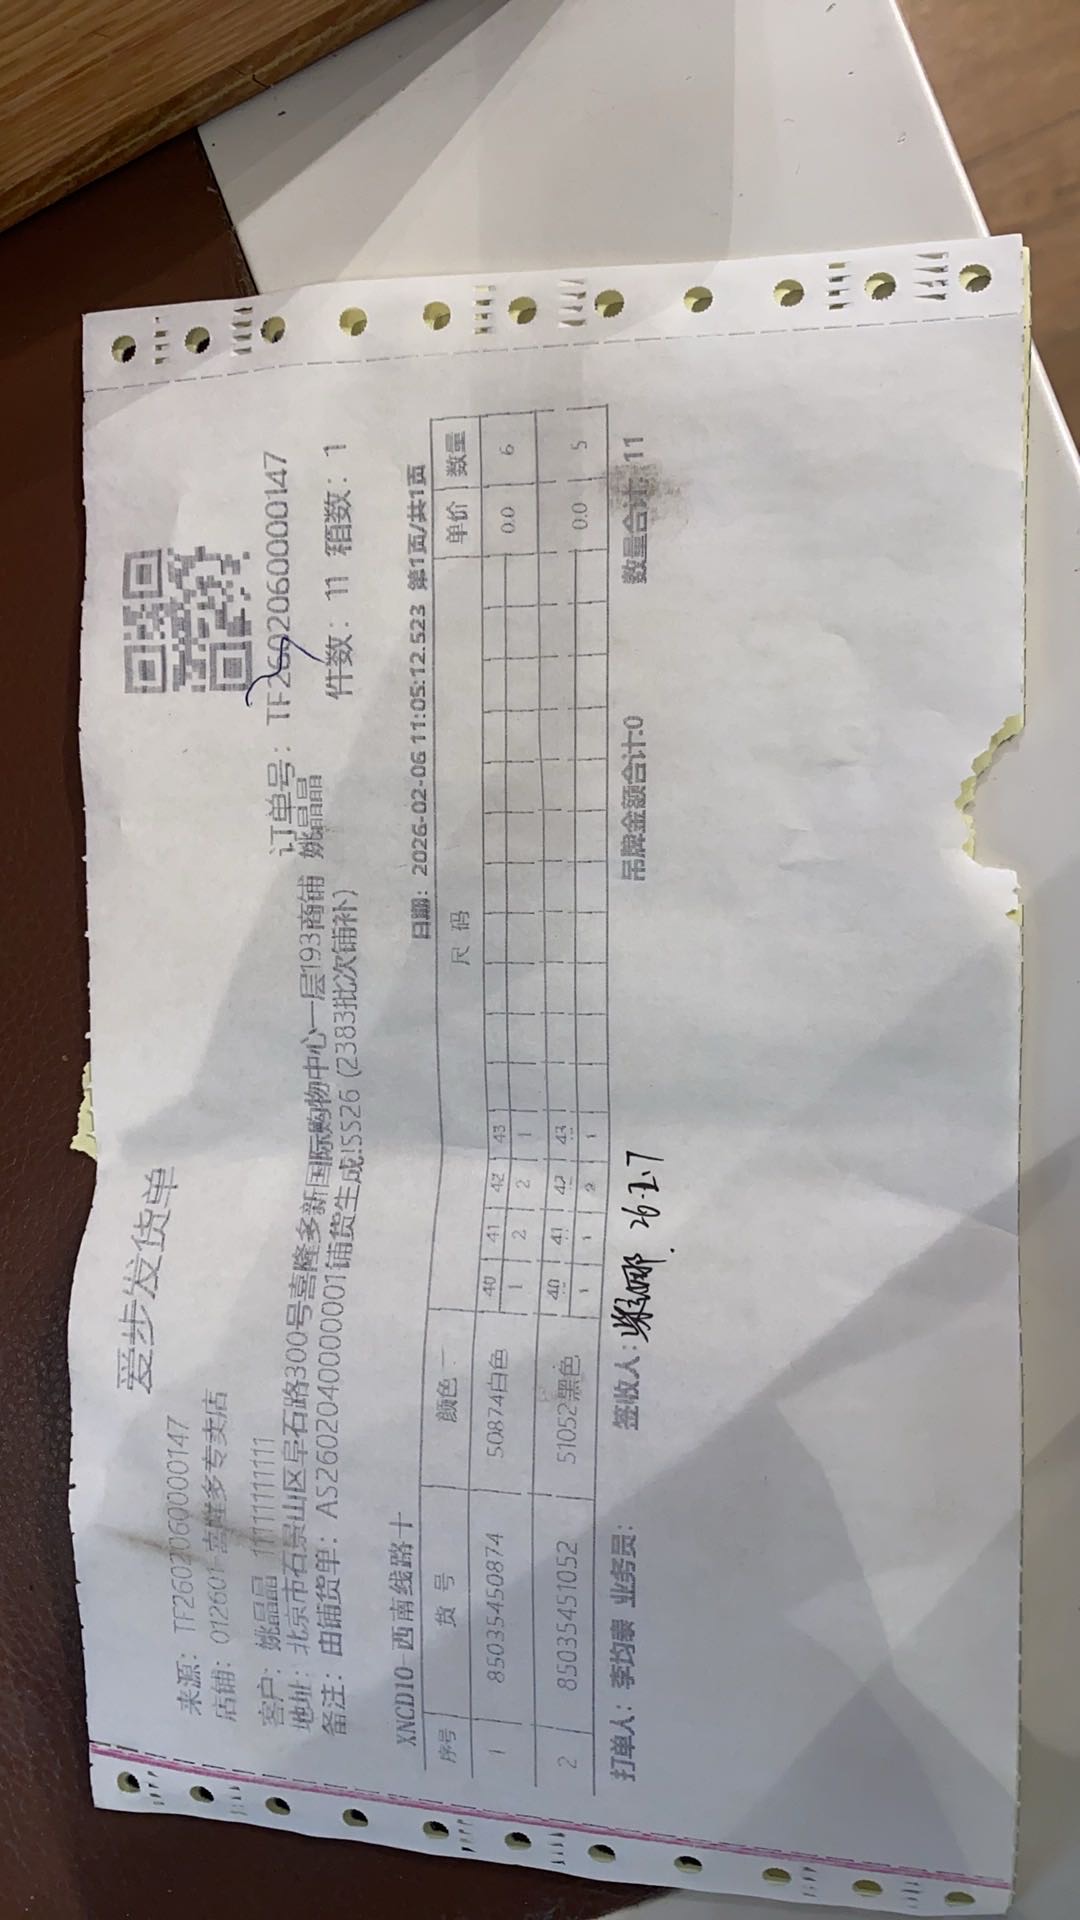 爱步发货单
来源: TF2602060000147
店铺: 012601-喜隆多专卖店
订单号: TF2602060000147
客户: 姚晶晶 11111111111
地址: 北京市石景山区阜石路300号喜隆多新国际购物中心一层193商铺 姚晶晶
件数: 11 箱数: 1
备注: 由铺货单: AS2602040000001铺货生成!SS26 (2383批次铺补)
XNCD10-西南线路十 日期: 2026-02-06 11:05:12.523 第1页/共1页
序号 货号 颜色 尺码 单价 数量
40 41 42 43
1 85035450874 50874白色 1 2 2 1 0.0 6
40 41 42 43
2 85035451052 51052黑色 1 1 2 1 0.0 5
打单人: 李均泰 业务员: 签收人: 26.2.7 吊牌金额合计:0 数量合计: 11